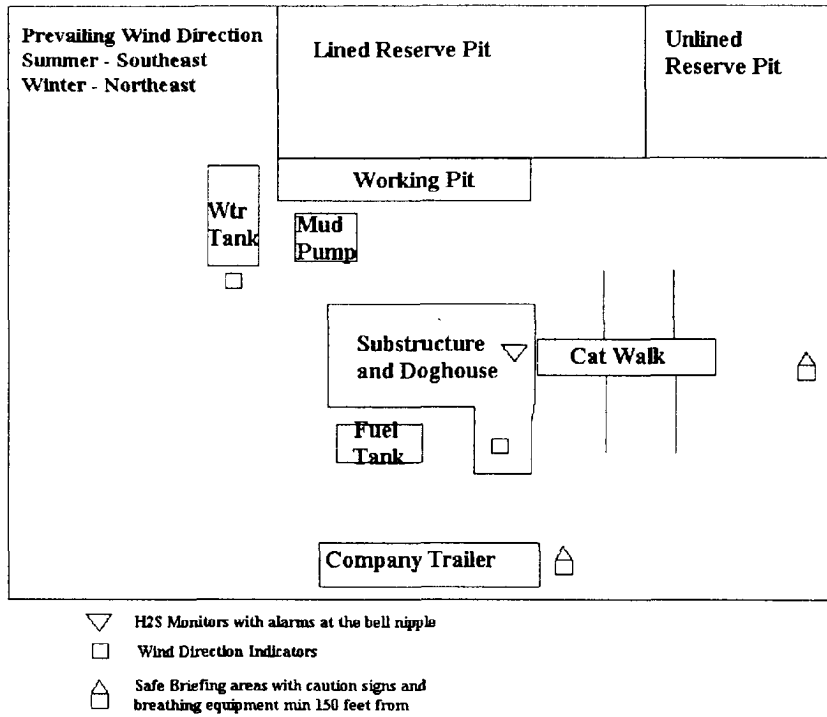 Prevailing Wind Direction
Summer - Southeast
Winter - Northeast
Lined Reserve Pit
Unlined
Reserve Pit
Working Pit
Wtr
Tank
Mud
Pump
Substructure
and Doghouse
Cat Walk
Fuel
Tank
Company Trailer
H2S Monitors with alarms at the bell nipple
Wind Direction Indicators
Safe Briefing areas with caution signs and
breathing equipment min 150 feet from